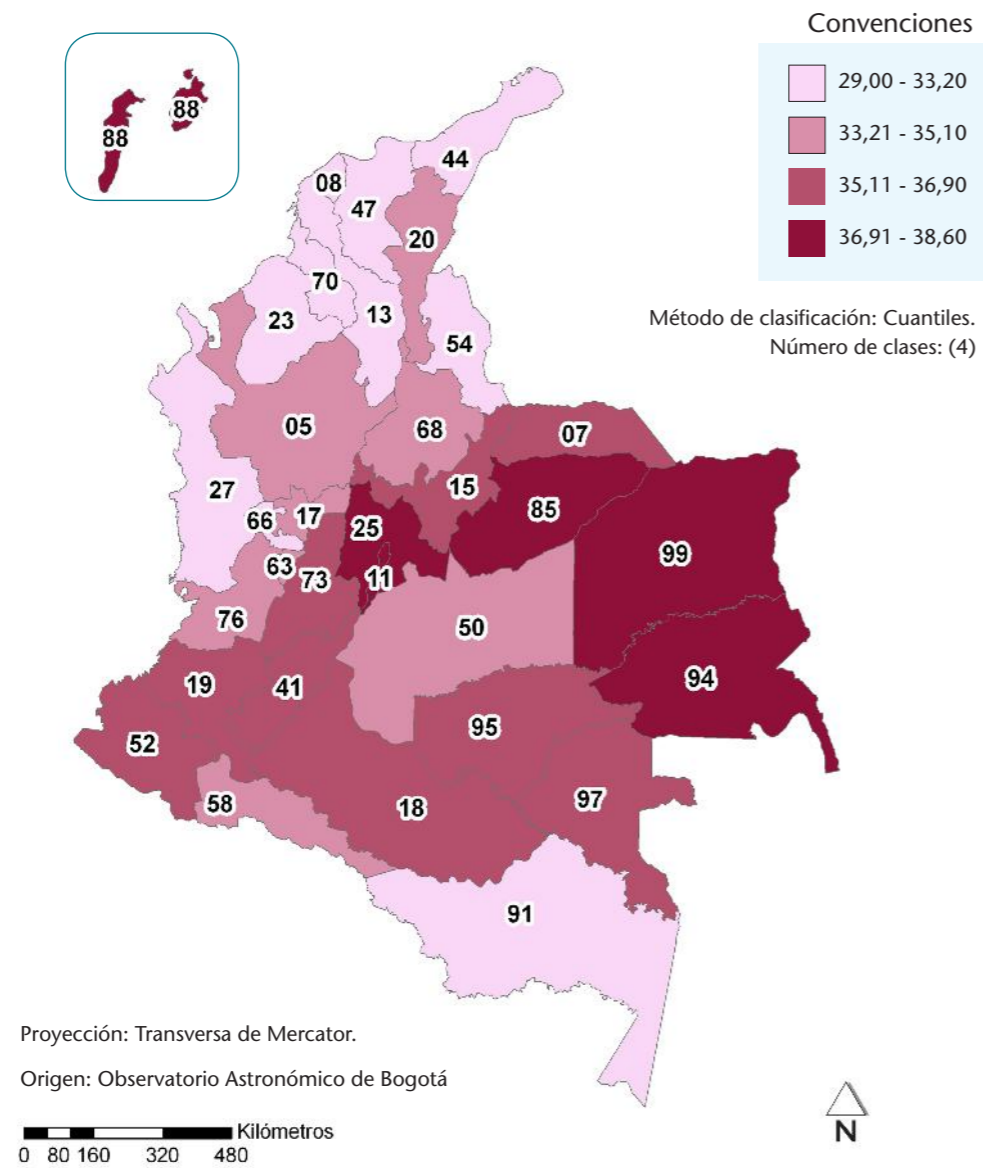 Convenciones
29,00 - 33,20
33,21 - 35,10
35,11 - 36,90
36,91 - 38,60
Método de clasificación: Cuantiles.
Número de clases: (4)
88
88
44
08
47
20
70
13
23
54
05
68
07
15
27
85
66
17
25
99
63
73
11
76
50
19
41
94
95
52
58
18
97
91
Proyección: Transversa de Mercator.
Origen: Observatorio Astronómico de Bogotá
Kilómetros
0 80 160 320 480
N